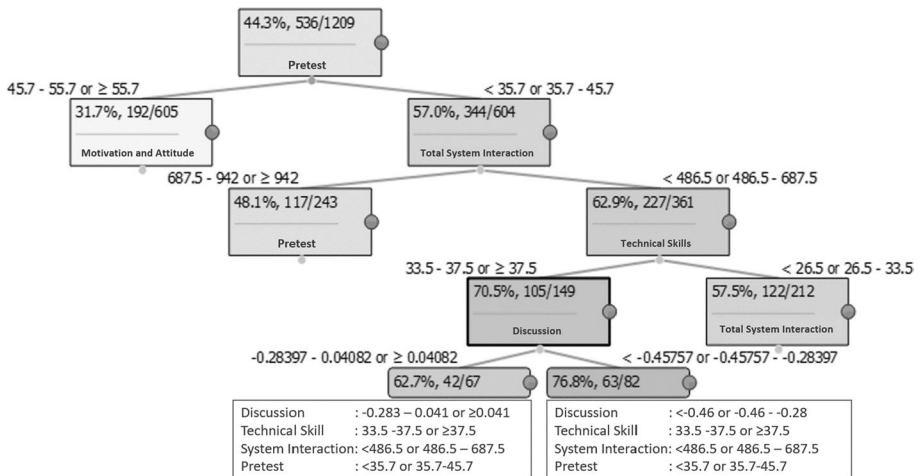 44.3%, 536/1209
Pretest
45.7 - 55.7 or ≥ 55.7
< 35.7 or 35.7 - 45.7
31.7%, 192/605
Motivation and Attitude
57.0%, 344/604
Total System Interaction
687.5 - 942 or ≥ 942
< 486.5 or 486.5 - 687.5
48.1%, 117/243
Pretest
62.9%, 227/361
Technical Skills
33.5 - 37.5 or ≥ 37.5
< 26.5 or 26.5 - 33.5
70.5%, 105/149
Discussion
57.5%, 122/212
Total System Interaction
-0.28397 - 0.04082 or ≥ 0.04082
< -0.45757 or -0.45757 - -0.28397
62.7%, 42/67
76.8%, 63/82
Discussion : -0.283 – 0.041 or ≥0.041
Technical Skill : 33.5 -37.5 or ≥37.5
System Interaction: <486.5 or 486.5 – 687.5
Pretest : <35.7 or 35.7-45.7
Discussion : <-0.46 or -0.46 - -0.28
Technical Skill : 33.5 -37.5 or ≥37.5
System Interaction: <486.5 or 486.5 – 687.5
Pretest : <35.7 or 35.7-45.7